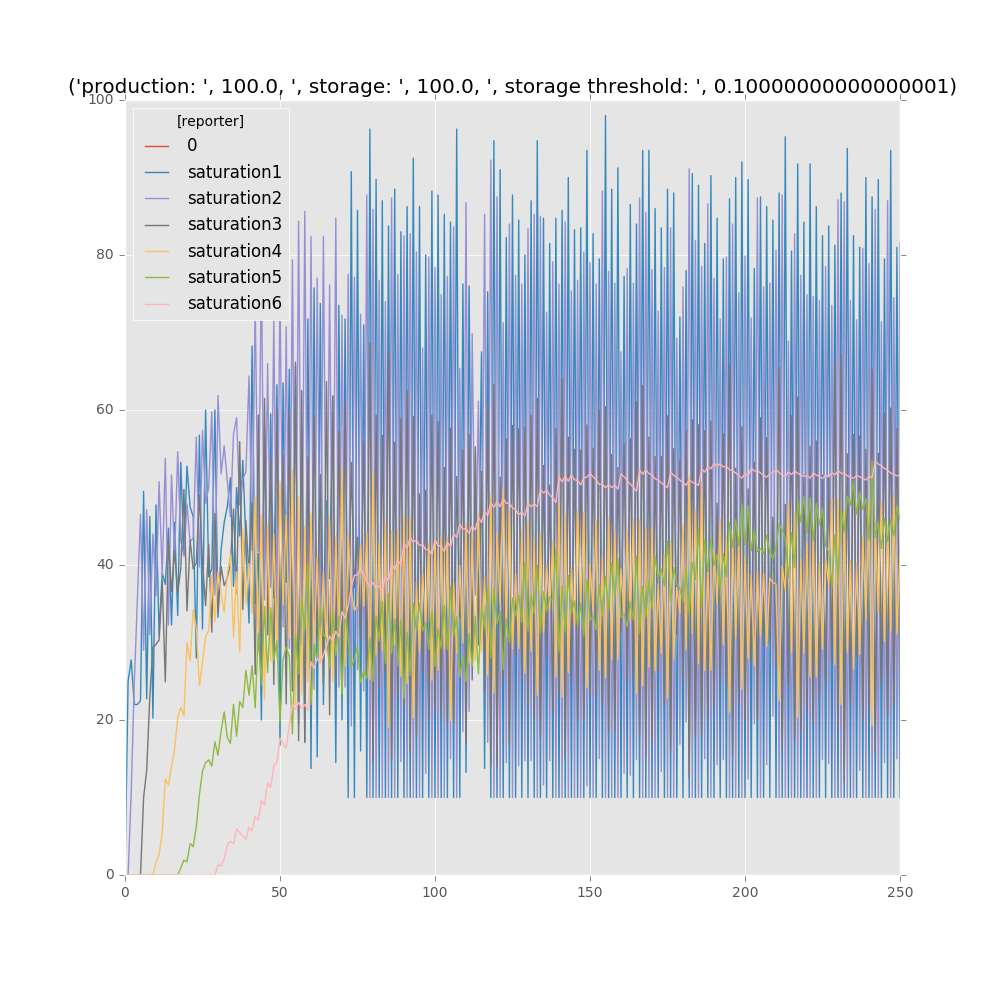 ('production: ', 100.0, ', storage: ', 100.0, ', storage threshold: ', 0.10000000000000001)
100
80
60
40
20
0
[reporter]
0
saturation1
saturation2
saturation3
saturation4
saturation5
saturation6
0 50 100 150 200 250